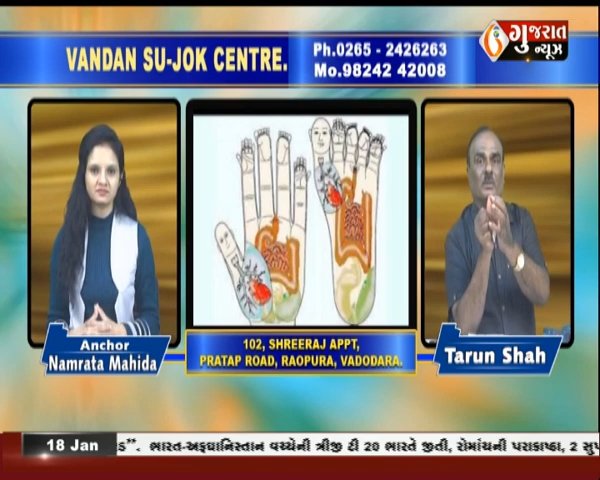 VANDAN SU-JOK CENTRE.
Ph.0265 - 2426263
Mo.98242 42008
ગુજરાત
ન્યૂઝ
Anchor
Namrata Mahida
102, SHREERAJ APPT,
PRATAP ROAD, RAOPURA, VADODARA.
Tarun Shah
18 Jan
ભારત-અફઘાનિસ્તાન વચ્ચેની ત્રીજી ટી 20 ભારતે જીતી, રોમાંચની પરાકાષ્ઠા, 2 સુપ